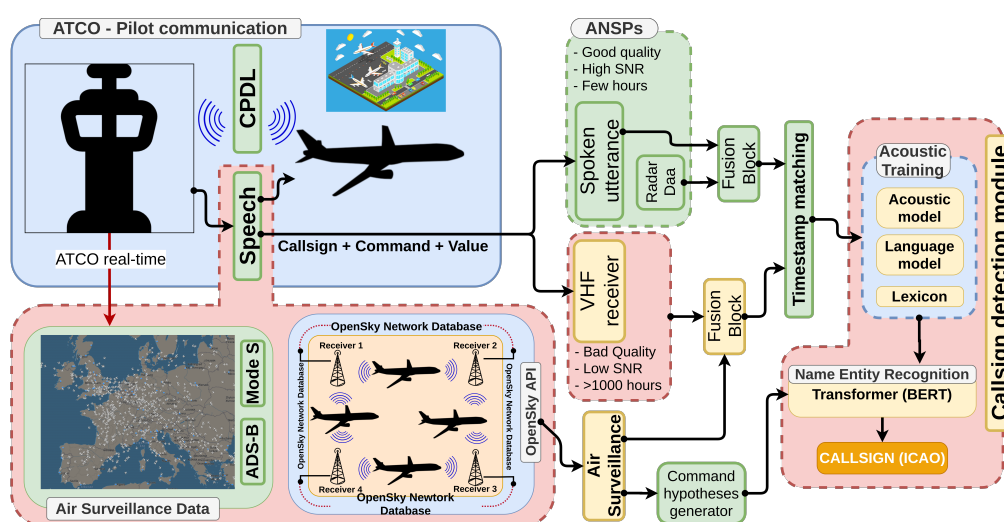 ATCO - Pilot communication
CPDL
Speech
ATCO real-time
Callsign + Command + Value
ANSPs
- Good quality
- High SNR
- Few hours
Spoken
utterance
Radar
Daa
Fusion
Block
VHF
receiver
- Bad Quality
- Low SNR
- >1000 hours
Fusion
Block
Timestamp matching
Acoustic
Training
Acoustic
model
Language
model
Lexicon
Name Entity Recognition
Transformer (BERT)
CALLSIGN (ICAO)
Callsign detection module
Mode S
ADS-B
Air Surveillance Data
OpenSky Network Database
Receiver 1
Receiver 2
OpenSky Network Database
OpenSky Network Database
Receiver 4
Receiver 3
OpenSky Newtork
Database
OpenSky API
Air
Surveillance
Command
hypotheses
generator